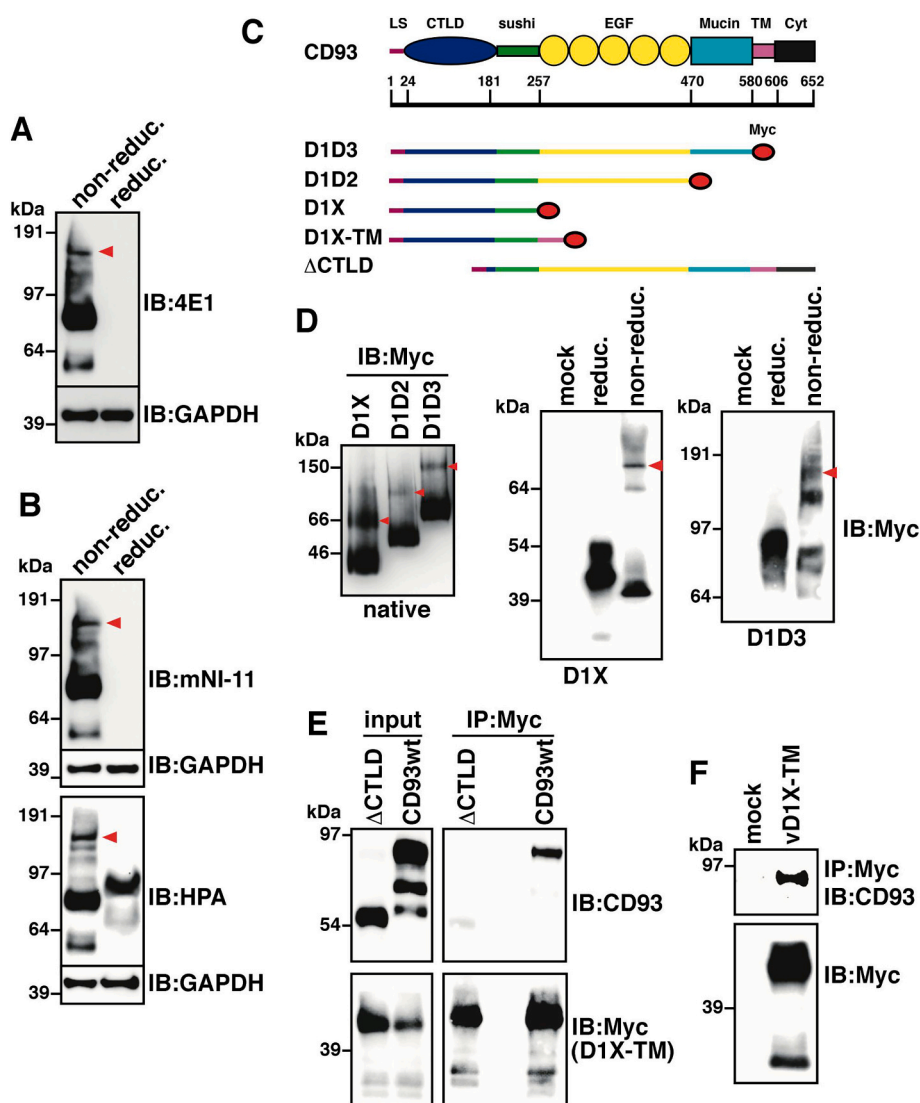 A
non-reduc.
reduc.
kDa
191
97
64
39
IB:4E1
IB:GAPDH
B
non-reduc.
reduc.
kDa
191
97
64
39
IB:mNI-11
IB:GAPDH
191
97
64
39
IB:HPA
IB:GAPDH
C
LS CTLD sushi EGF Mucin TM Cyt
CD93
1 24 181 257 470 580 606 652
Myc
D1D3
D1D2
D1X
D1X-TM
ΔCTLD
D
IB:Myc
D1X
D1D2
D1D3
kDa
150
66
46
native
mock
reduc.
non-reduc.
kDa
64
54
39
D1X
mock
reduc.
non-reduc.
kDa
191
97
64
IB:Myc
D1D3
E
input IP:Myc
ΔCTLD
CD93wt
ΔCTLD
CD93wt
kDa
97
54
39
IB:CD93
IB:Myc
(D1X-TM)
F
mock
vD1X-TM
kDa
97
39
IP:Myc
IB:CD93
IB:Myc